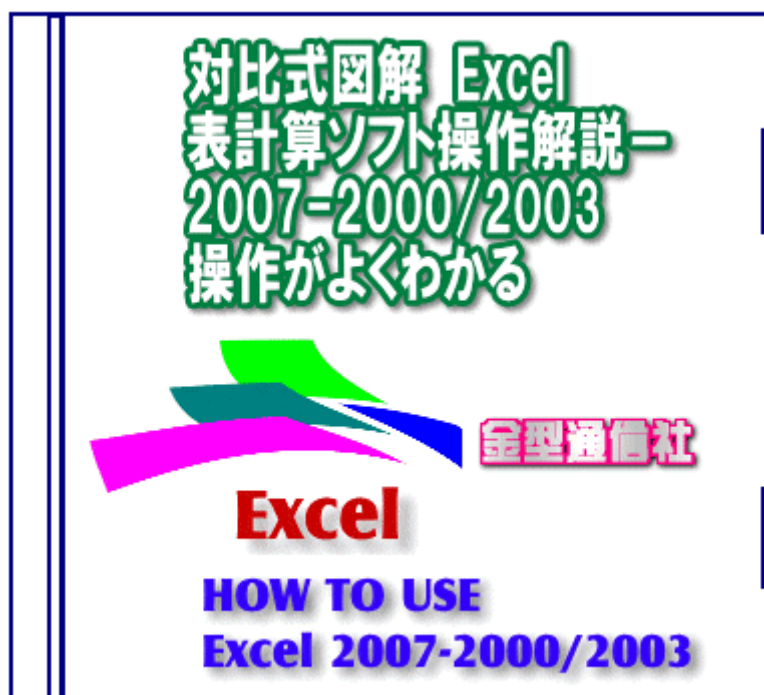 対比式図解 Excel
表計算ソフト操作解説ー
2007-2000/2003
操作がよくわかる
金型通信社
Excel
HOW TO USE
Excel 2007-2000/2003